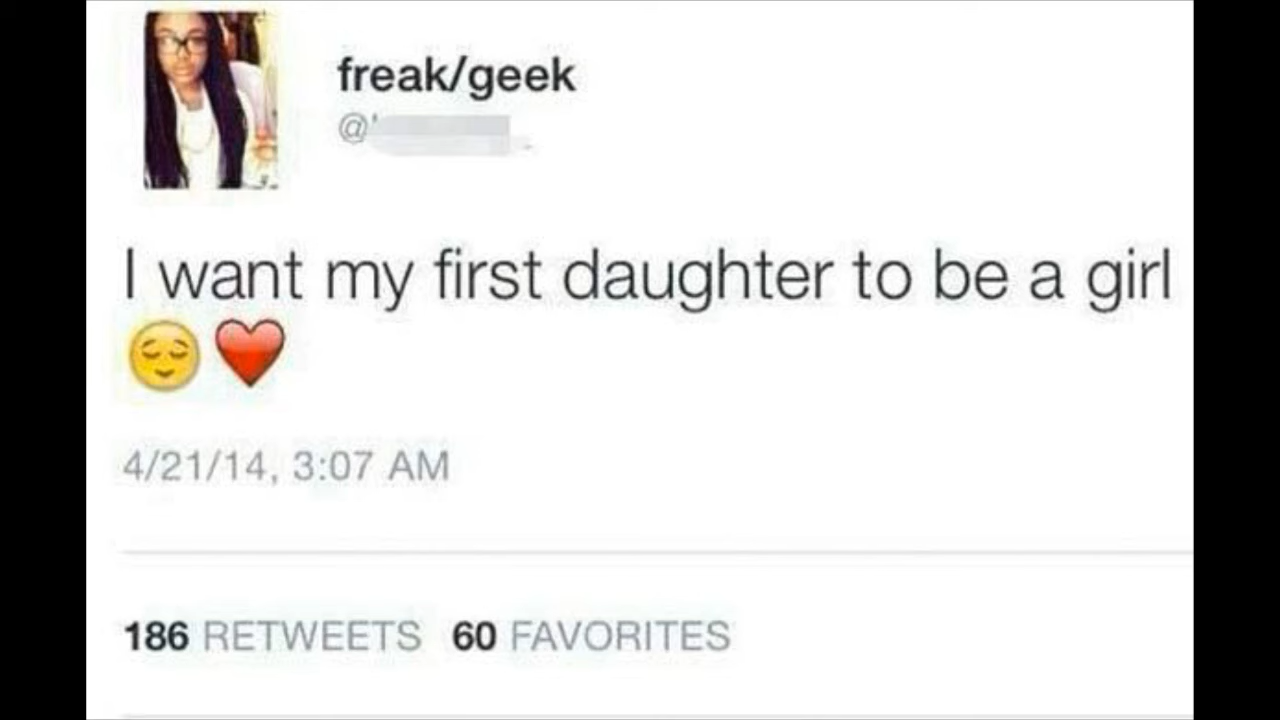 freak/geek
@
I want my first daughter to be a girl
😌❤️
4/21/14, 3:07 AM
186 RETWEETS 60 FAVORITES